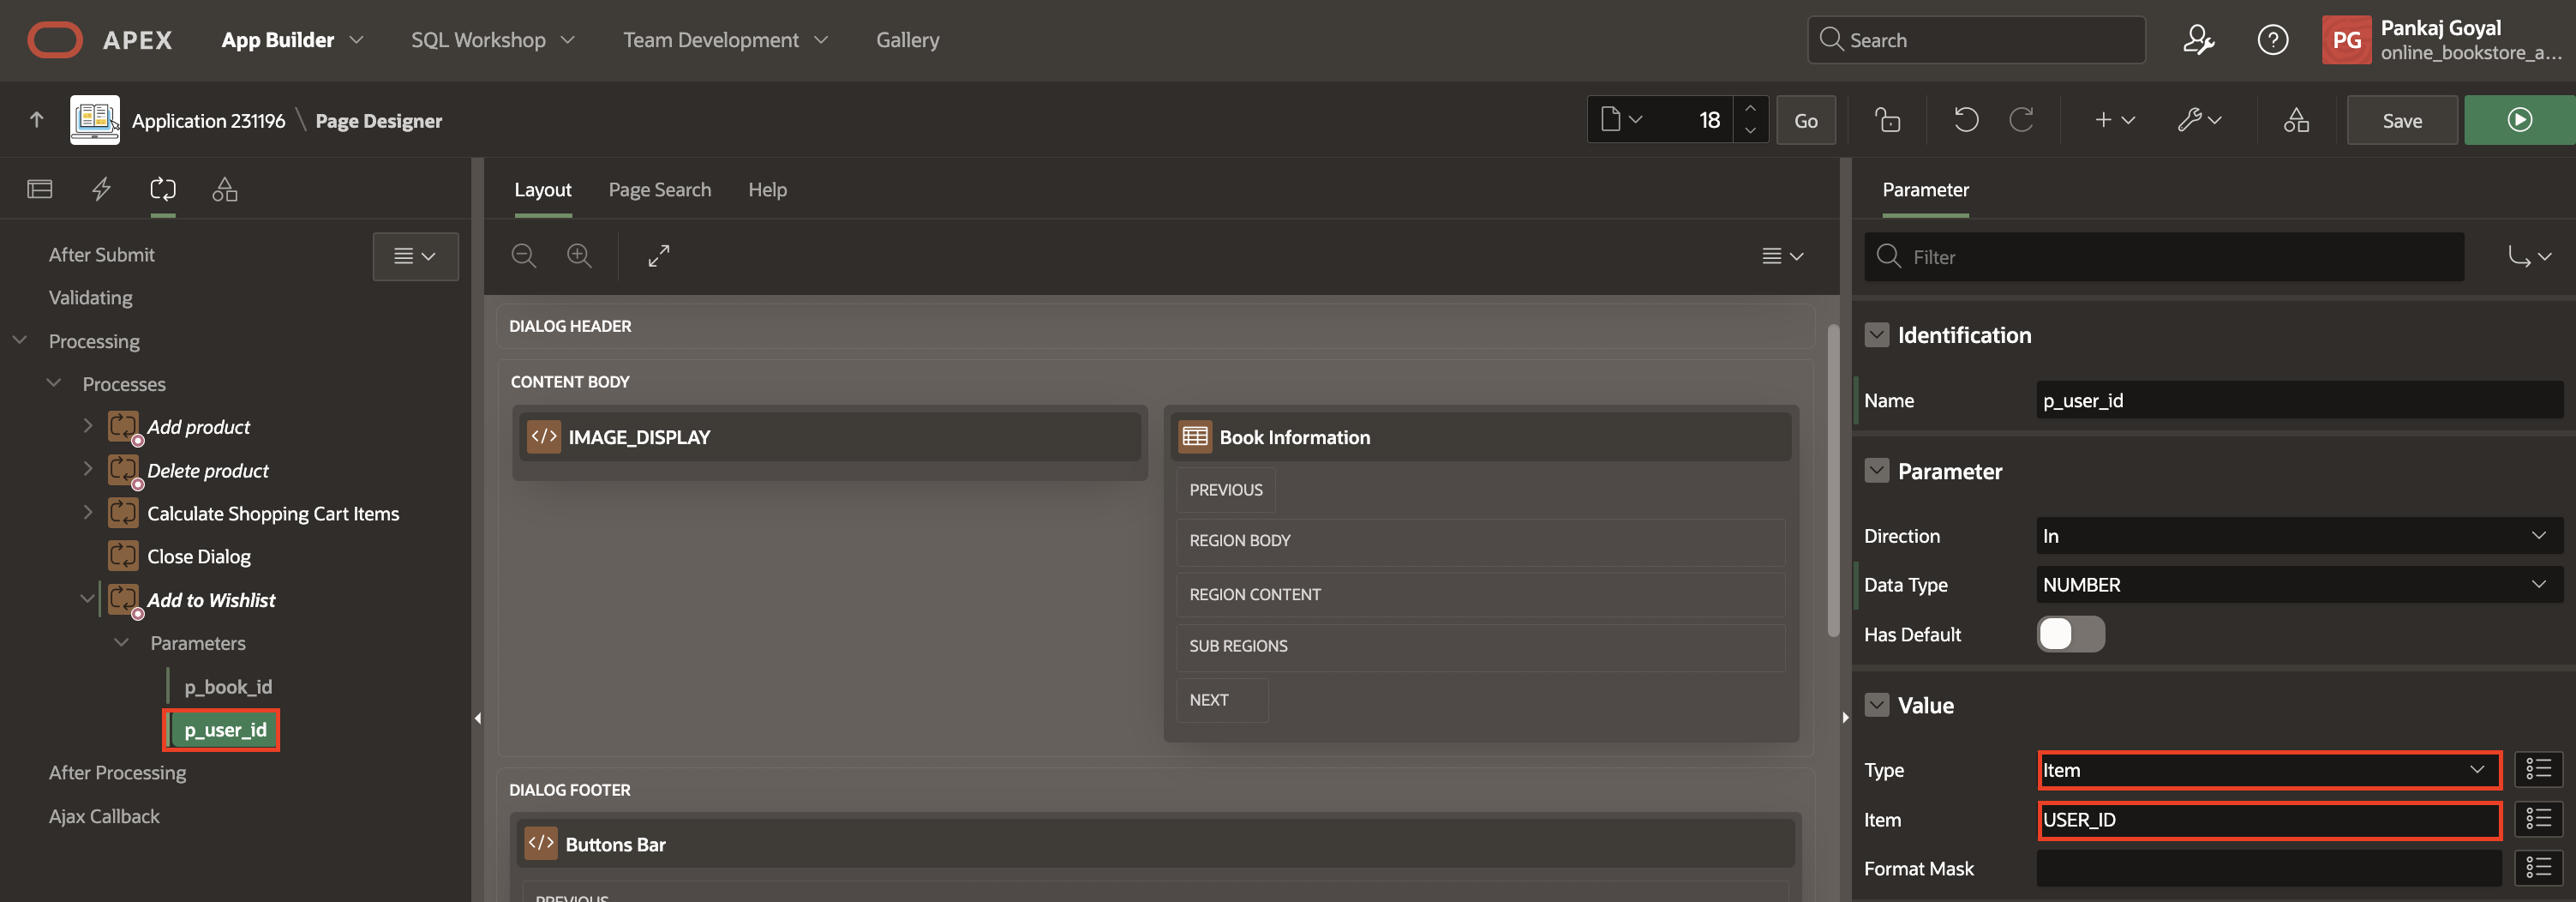 APEX
App Builder
SQL Workshop
Team Development
Gallery
Search
PG
Pankaj Goyal
online_bookstore_a...
Application 231196 \ Page Designer
18
Go
Save
After Submit
Validating
Processing
Processes
Add product
Delete product
Calculate Shopping Cart Items
Close Dialog
Add to Wishlist
Parameters
p_book_id
p_user_id
After Processing
Ajax Callback
Layout
Page Search
Help
DIALOG HEADER
CONTENT BODY
IMAGE_DISPLAY
Book Information
PREVIOUS
REGION BODY
REGION CONTENT
SUB REGIONS
NEXT
DIALOG FOOTER
Buttons Bar
PREVIOUS
Parameter
Filter
Identification
Name
p_user_id
Parameter
Direction
In
Data Type
NUMBER
Has Default
Value
Type
Item
Item
USER_ID
Format Mask